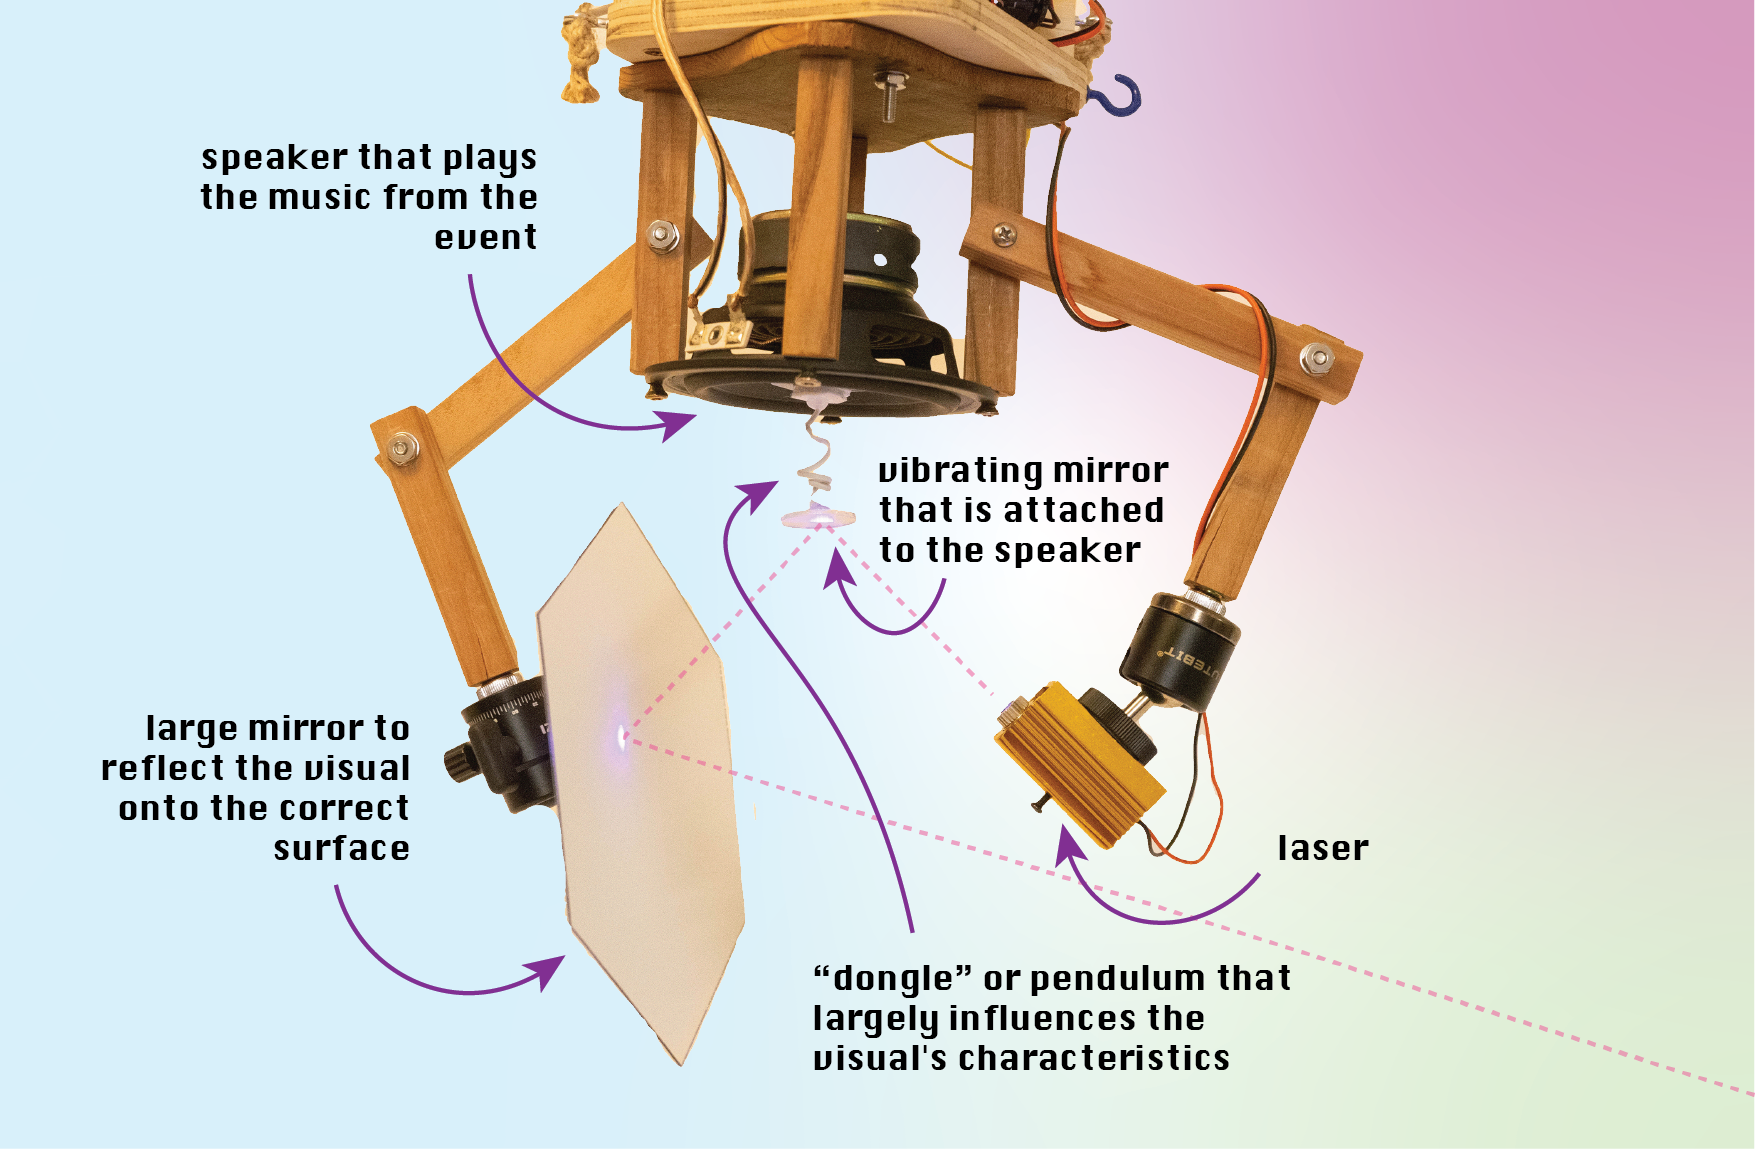 speaker that plays
the music from the
event
vibrating mirror
that is attached
to the speaker
UTEBIT®
large mirror to
reflect the visual
onto the correct
surface
laser
“dongle” or pendulum that
largely influences the
visual's characteristics